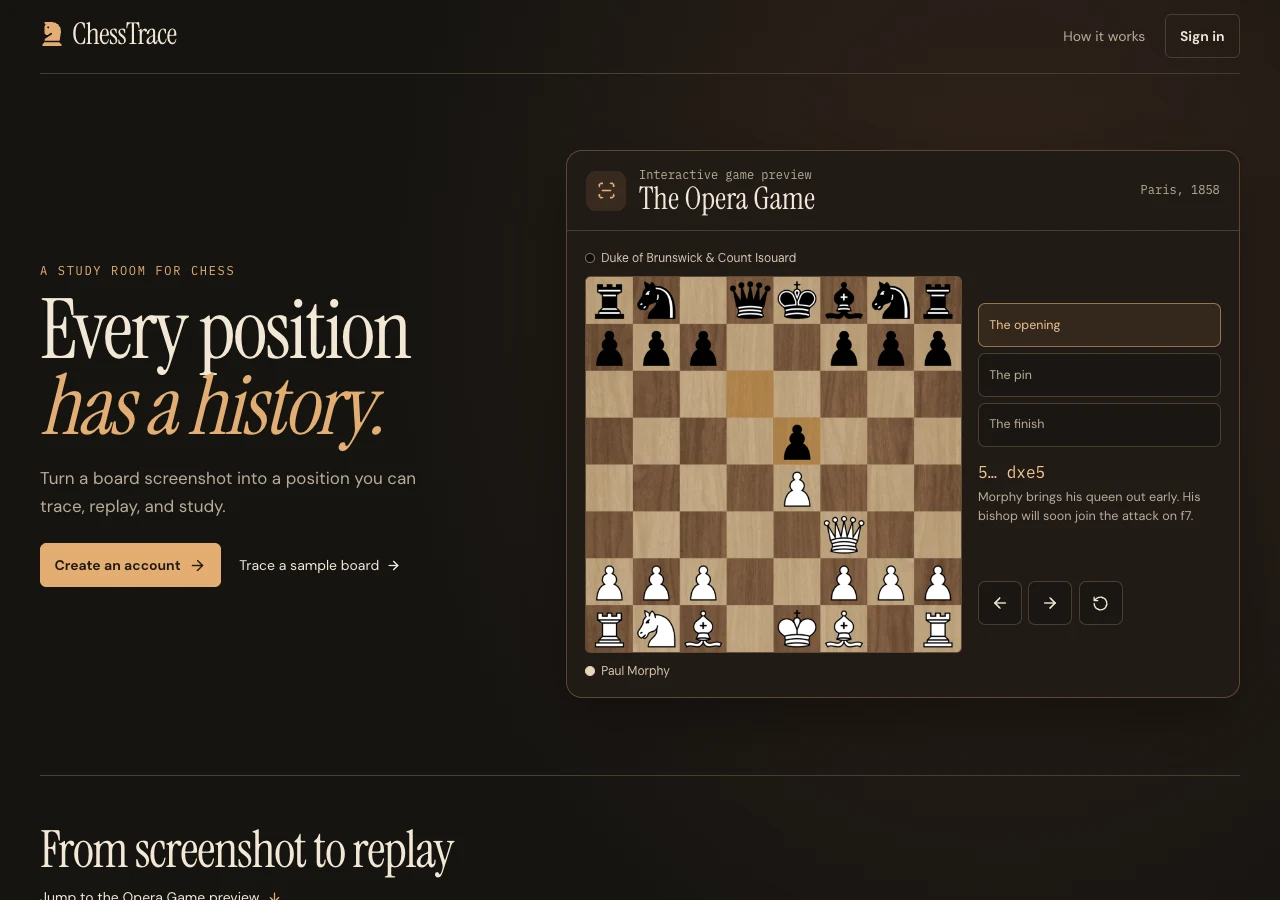 ChessTrace
How it works
Sign in
A STUDY ROOM FOR CHESS
Every position
has a history.
Turn a board screenshot into a position you can
trace, replay, and study.
Create an account →
Trace a sample board →
Interactive game preview
The Opera Game
Paris, 1858
Duke of Brunswick & Count Isouard
Paul Morphy
The opening
The pin
The finish
5… dxe5
Morphy brings his queen out early. His
bishop will soon join the attack on f7.
From screenshot to replay
Jump to the Opera Game preview ↓